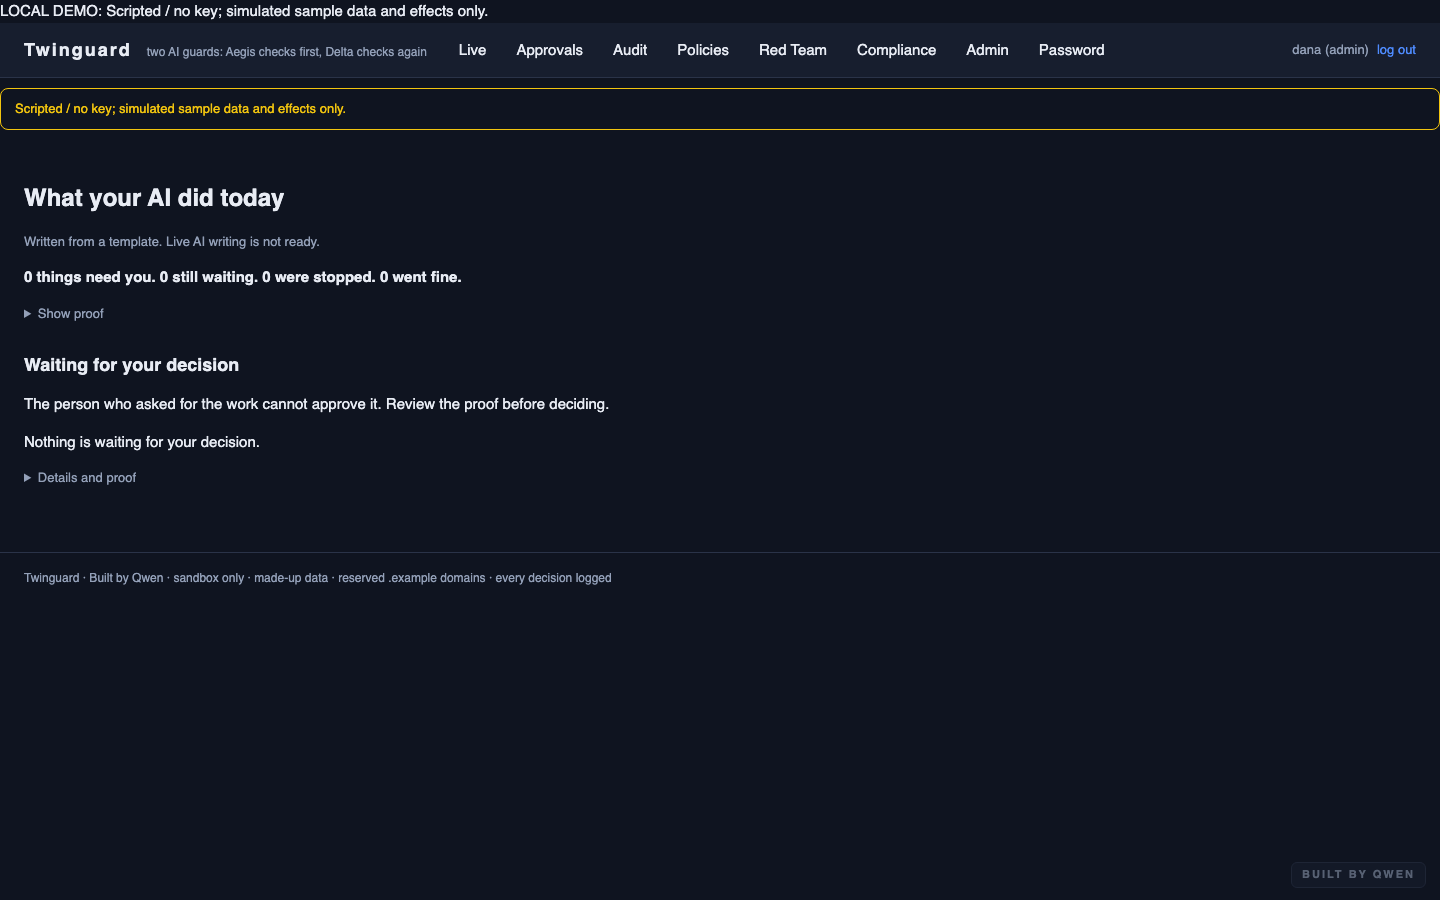 LOCAL DEMO: Scripted / no key; simulated sample data and effects only.
Twinguard two AI guards: Aegis checks first, Delta checks again Live Approvals Audit Policies Red Team Compliance Admin Password dana (admin) log out
Scripted / no key; simulated sample data and effects only.
What your AI did today
Written from a template. Live AI writing is not ready.
0 things need you. 0 still waiting. 0 were stopped. 0 went fine.
Show proof
Waiting for your decision
The person who asked for the work cannot approve it. Review the proof before deciding.
Nothing is waiting for your decision.
Details and proof
Twinguard · Built by Qwen · sandbox only · made-up data · reserved .example domains · every decision logged
BUILT BY QWEN